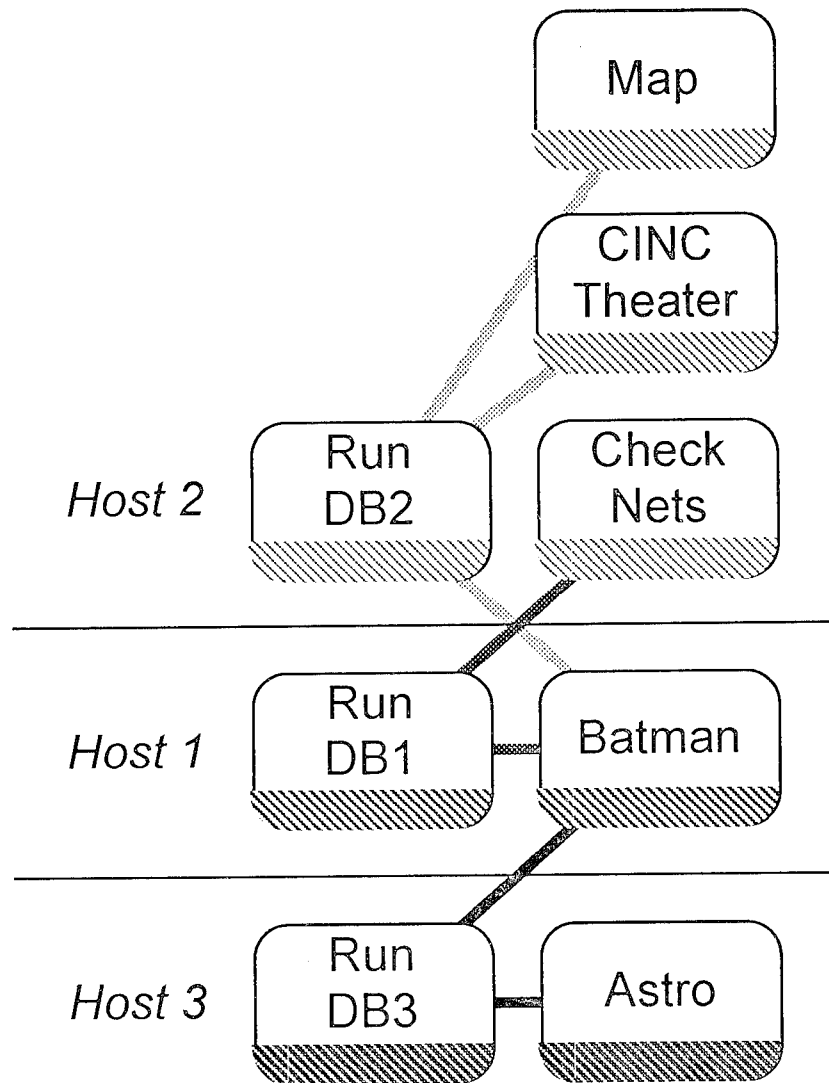 Map
CINC
Theater
Run
DB2
Check
Nets
Host 2
Run
DB1
Batman
Host 1
Run
DB3
Astro
Host 3